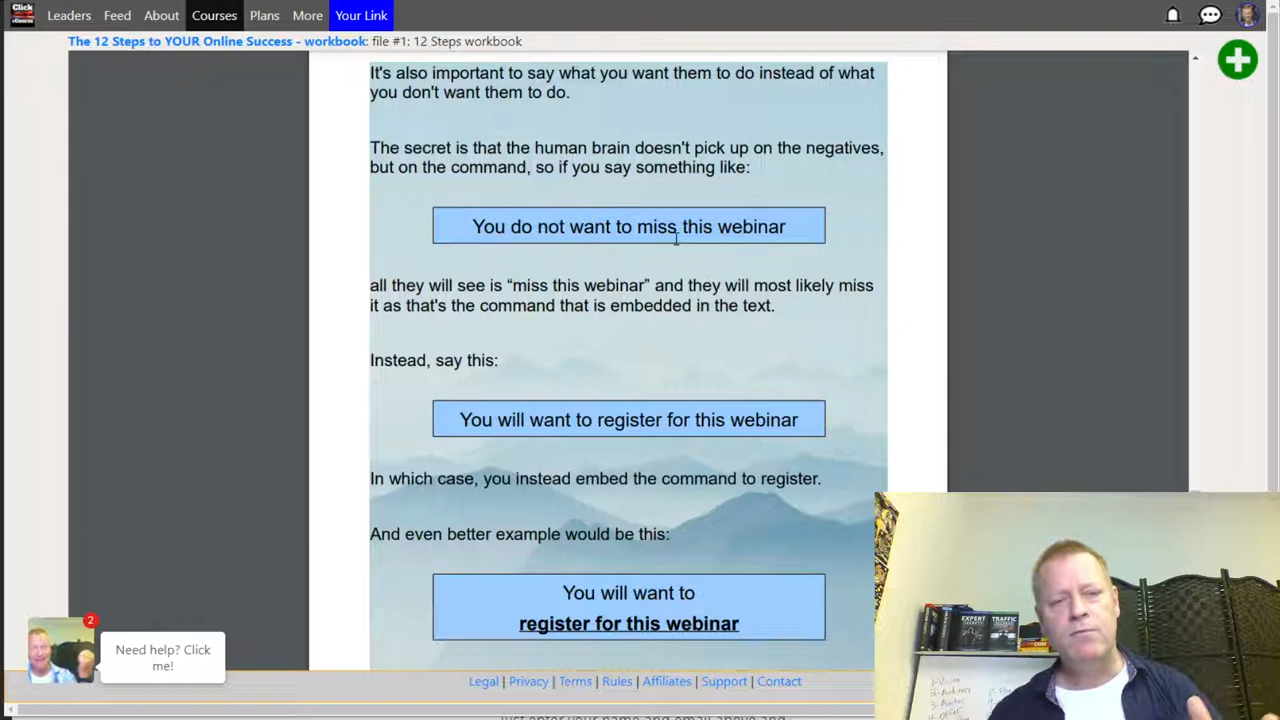 Click
Leaders Feed About Courses Plans More Your Link
The 12 Steps to YOUR Online Success - workbook: file #1: 12 Steps workbook
It's also important to say what you want them to do instead of what
you don't want them to do.
The secret is that the human brain doesn't pick up on the negatives,
but on the command, so if you say something like:
You do not want to miss this webinar
all they will see is “miss this webinar” and they will most likely miss
it as that's the command that is embedded in the text.
Instead, say this:
You will want to register for this webinar
In which case, you instead embed the command to register.
And even better example would be this:
You will want to
register for this webinar
2
Need help? Click
me!
EXPERT
SECRETS
TRAFFIC
SECRETS
1-Vision
Legal | Privacy | Terms | Rules | Affiliates | Support | Contact